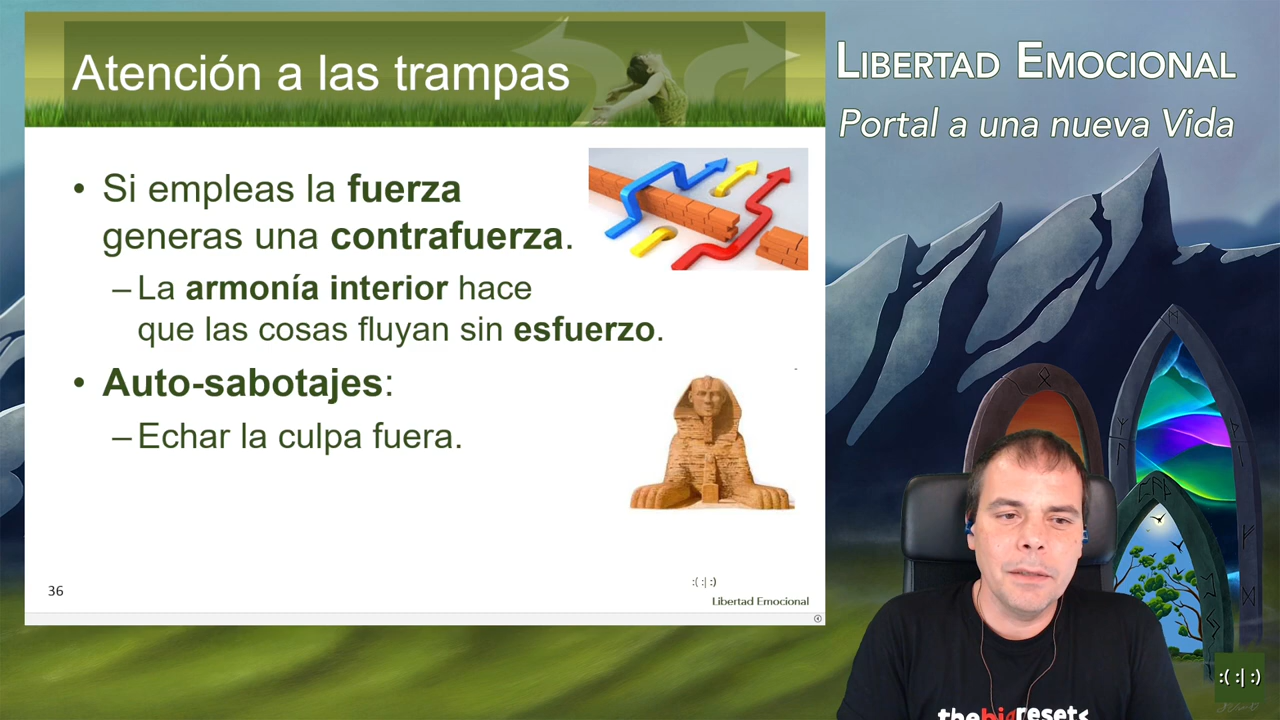 Atención a las trampas
• Si empleas la fuerza
generas una contrafuerza.
– La armonía interior hace
que las cosas fluyan sin esfuerzo.
• Auto-sabotajes:
– Echar la culpa fuera.
36
:( :| :)
Libertad Emocional
LIBERTAD EMOCIONAL
Portal a una nueva Vida
thebigreset<
:( :| :)